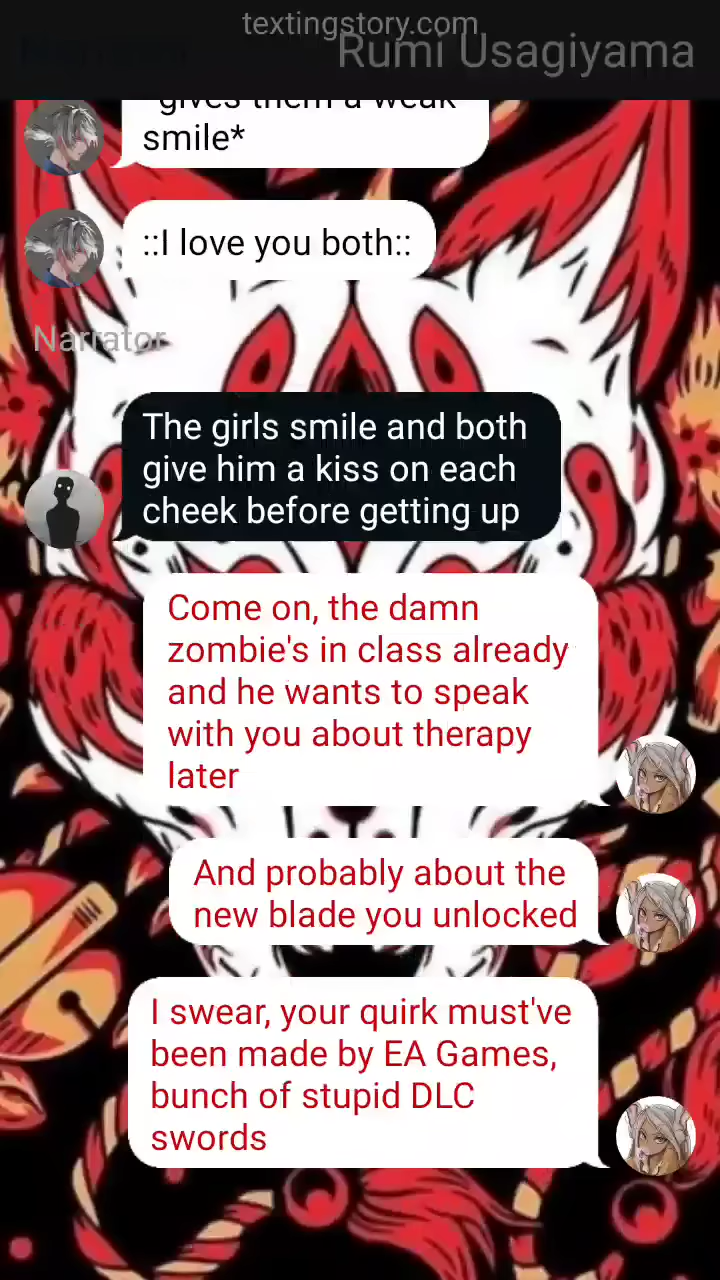 textingstory.com
Rumi Usagiyama
*gives them a weak
smile*
::I love you both::
Narrator
The girls smile and both
give him a kiss on each
cheek before getting up
Come on, the damn
zombie's in class already
and he wants to speak
with you about therapy
later
And probably about the
new blade you unlocked
I swear, your quirk must've
been made by EA Games,
bunch of stupid DLC
swords